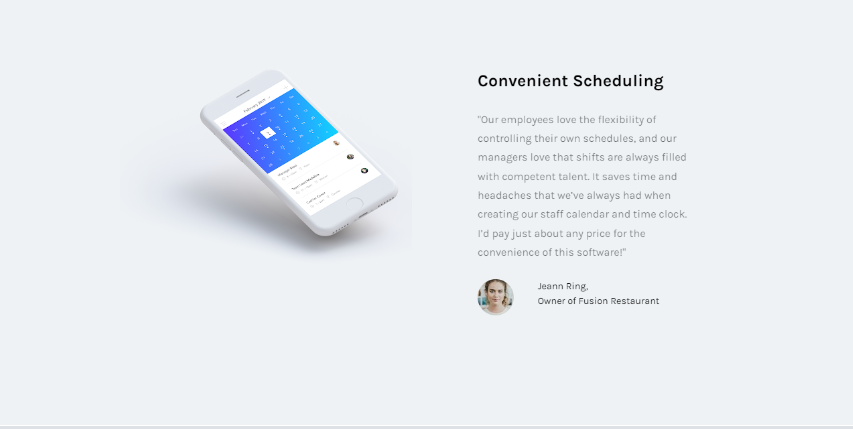 Convenient Scheduling
"Our employees love the flexibility of
controlling their own schedules, and our
managers love that shifts are always filled
with competent talent. It saves time and
headaches that we've always had when
creating our staff calendar and time clock.
I'd pay just about any price for the
convenience of this software!"
Jeann Ring,
Owner of Fusion Restaurant